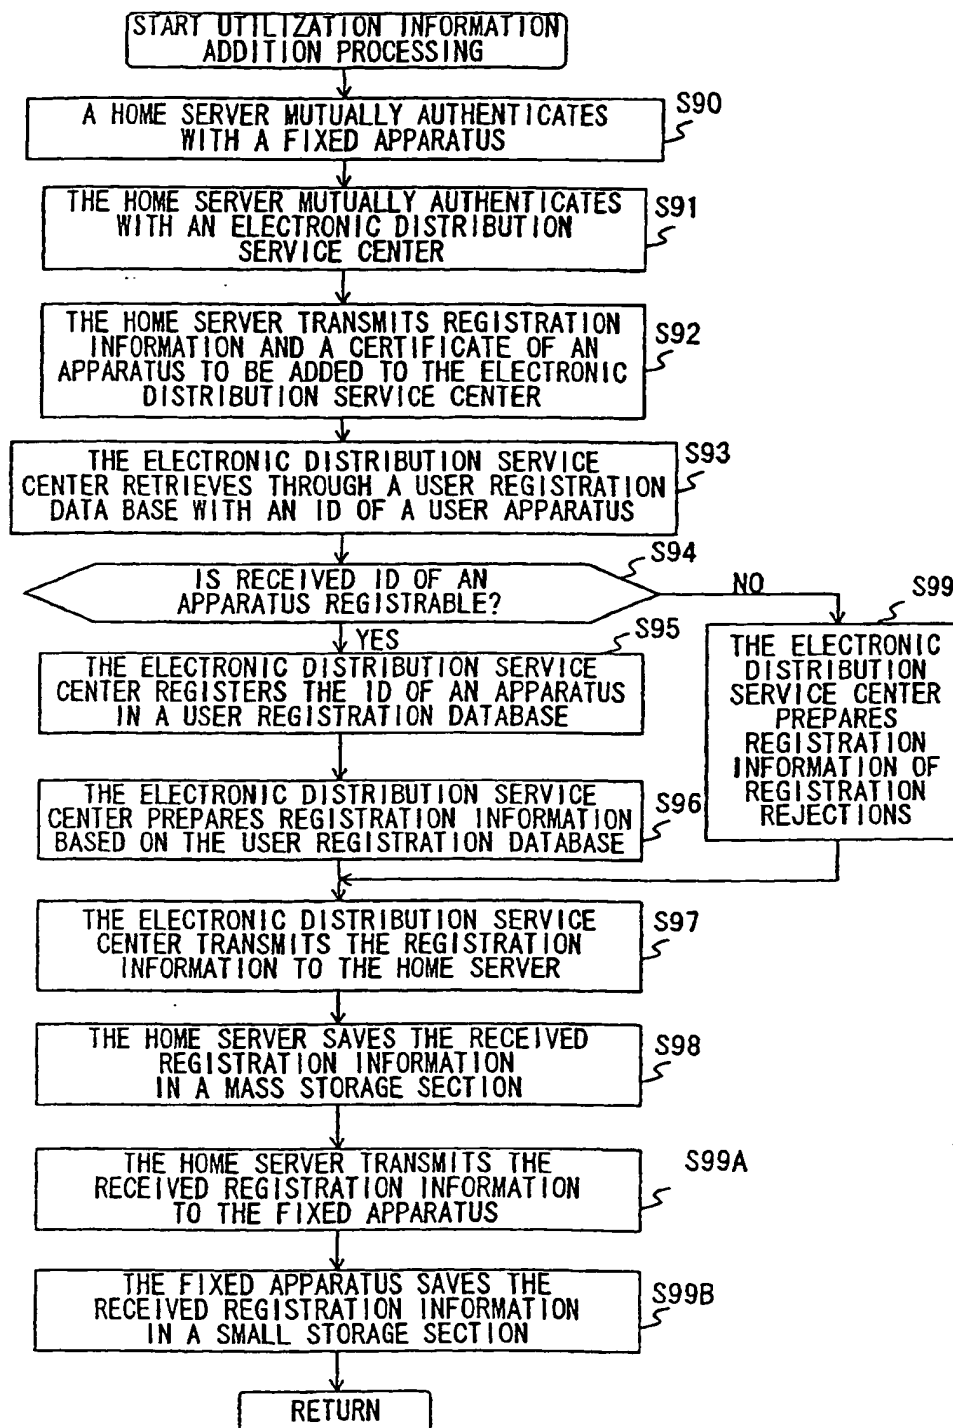 START UTILIZATION INFORMATION
ADDITION PROCESSING
S90
A HOME SERVER MUTUALLY AUTHENTICATES
WITH A FIXED APPARATUS
S91
THE HOME SERVER MUTUALLY AUTHENTICATES
WITH AN ELECTRONIC DISTRIBUTION
SERVICE CENTER
S92
THE HOME SERVER TRANSMITS REGISTRATION
INFORMATION AND A CERTIFICATE OF AN
APPARATUS TO BE ADDED TO THE ELECTRONIC
DISTRIBUTION SERVICE CENTER
S93
THE ELECTRONIC DISTRIBUTION SERVICE
CENTER RETRIEVES THROUGH A USER REGISTRATION
DATA BASE WITH AN ID OF A USER APPARATUS
S94
IS RECEIVED ID OF AN
APPARATUS REGISTRABLE?
NO
YES
S95
THE ELECTRONIC DISTRIBUTION SERVICE
CENTER REGISTERS THE ID OF AN APPARATUS
IN A USER REGISTRATION DATABASE
S99
THE ELECTRONIC
DISTRIBUTION
SERVICE CENTER
PREPARES
REGISTRATION
INFORMATION OF
REGISTRATION
REJECTIONS
S96
THE ELECTRONIC DISTRIBUTION SERVICE
CENTER PREPARES REGISTRATION INFORMATION
BASED ON THE USER REGISTRATION DATABASE
S97
THE ELECTRONIC DISTRIBUTION SERVICE
CENTER TRANSMITS THE REGISTRATION
INFORMATION TO THE HOME SERVER
S98
THE HOME SERVER SAVES THE RECEIVED
REGISTRATION INFORMATION
IN A MASS STORAGE SECTION
S99A
THE HOME SERVER TRANSMITS THE
RECEIVED REGISTRATION INFORMATION
TO THE FIXED APPARATUS
S99B
THE FIXED APPARATUS SAVES THE
RECEIVED REGISTRATION INFORMATION
IN A SMALL STORAGE SECTION
RETURN